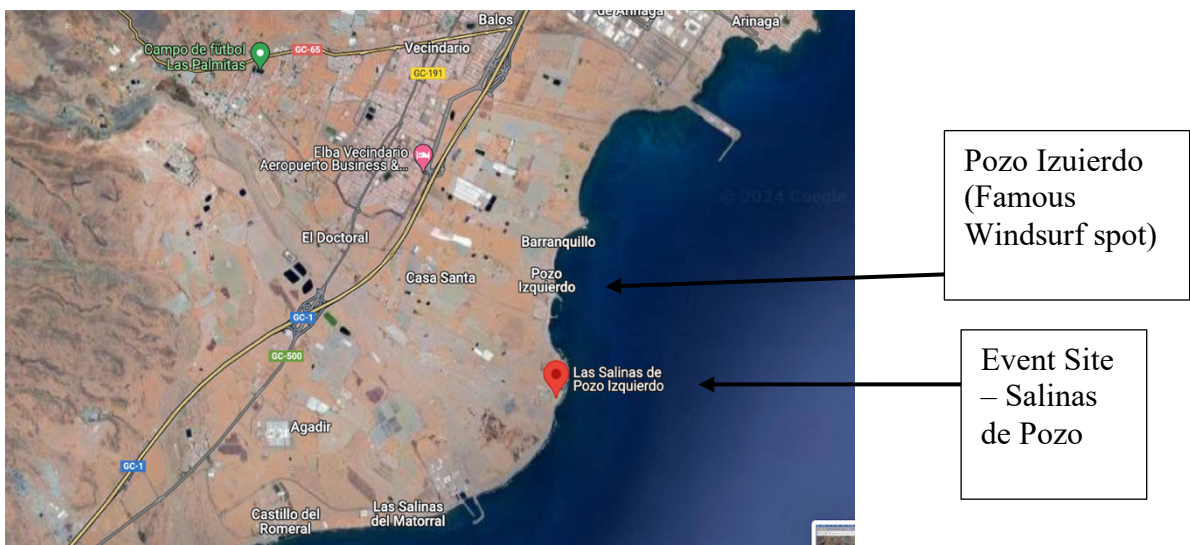 Balos
de Arinaga
Arinaga
Campo de fútbol
Las Palmitas
GC-65
Vecindario
GC-191
Elba Vecindario
Aeropuerto Business &...
© 2024 Google
El Doctoral
Barranquillo
Casa Santa
Pozo
Izquierdo
GC-1
GC-500
Las Salinas de
Pozo Izquierdo
Agadir
GC-1
Castillo del
Romeral
Las Salinas
del Matorral
Pozo Izuierdo
(Famous
Windsurf spot)
Event Site
– Salinas
de Pozo